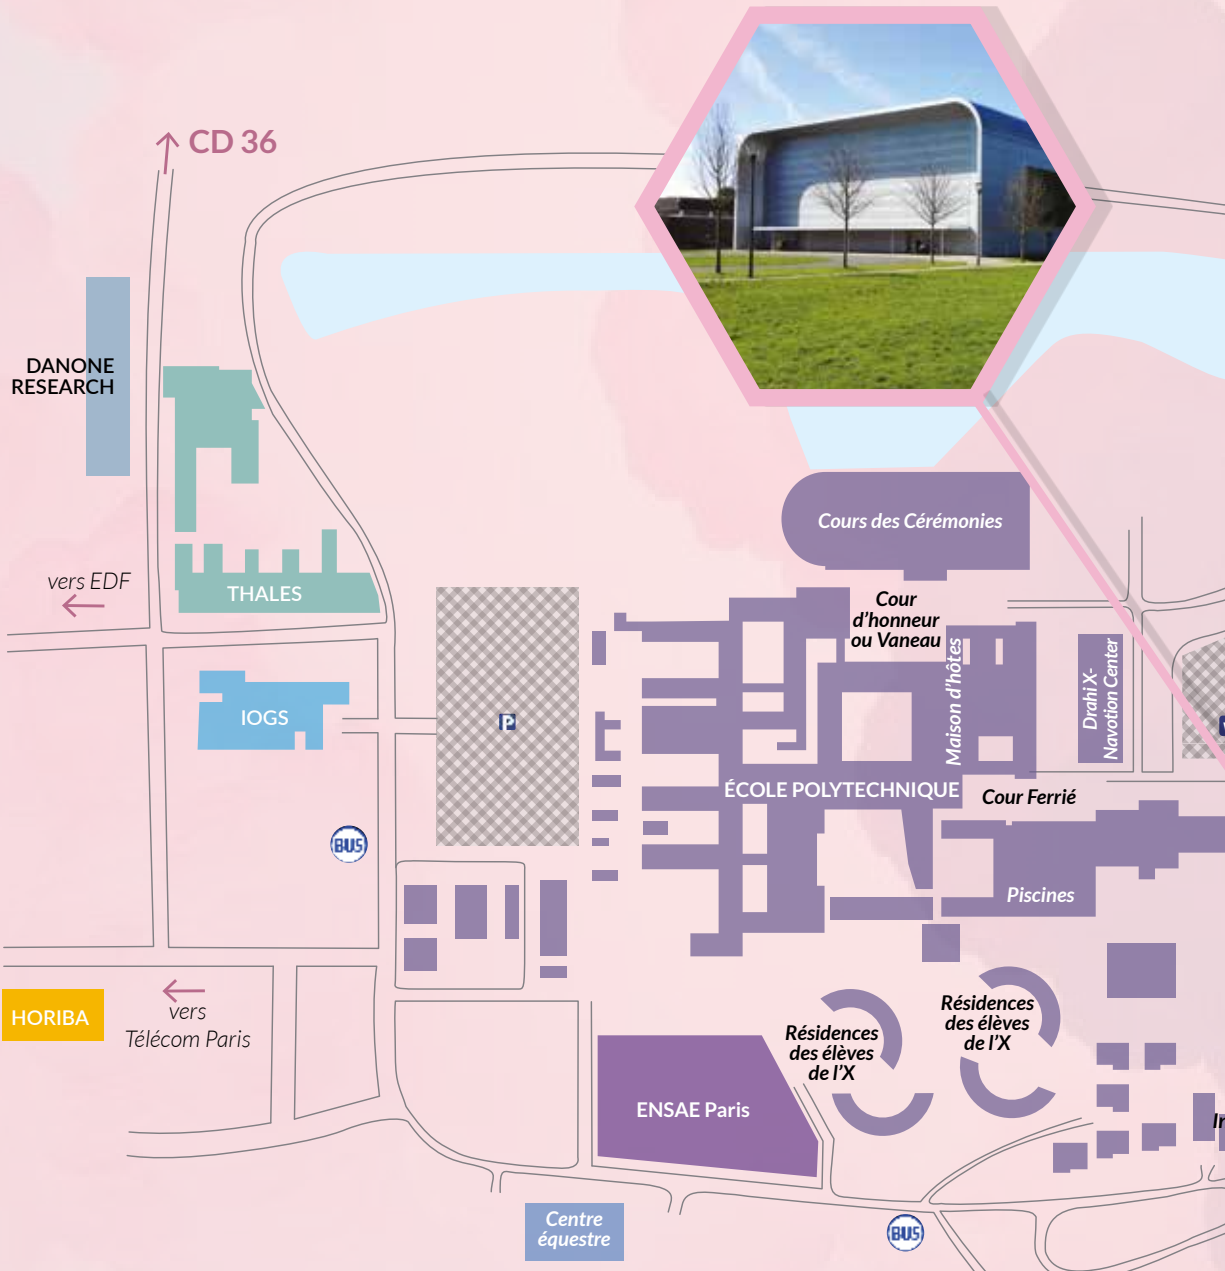 CD 36
DANONE
RESEARCH
Cours des Cérémonies
vers EDF
THALES
Cour
d'honneur
ou Vaneau
Maison d'hôtes
Drahi X-
Navotion Center
IOGS
P
ÉCOLE POLYTECHNIQUE
Cour Ferrié
BUS
Piscines
HORIBA
vers
Télécom Paris
Résidences
des élèves
de l'X
Résidences
des élèves
de l'X
ENSAE Paris
Centre
équestre
BUS